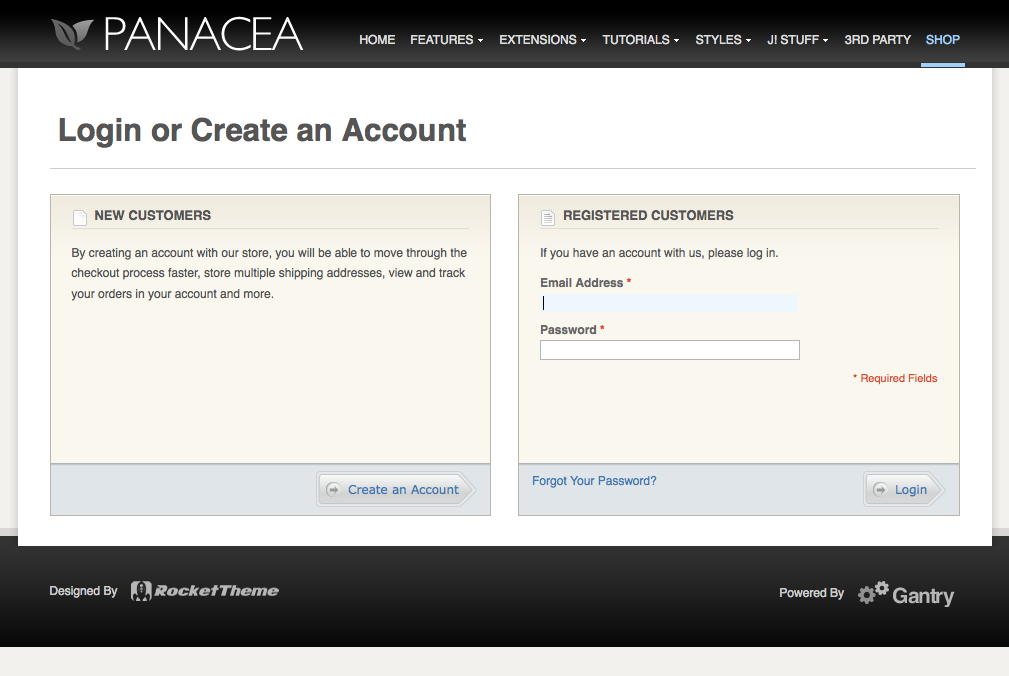 PANACEA
HOME FEATURES EXTENSIONS TUTORIALS STYLES J! STUFF 3RD PARTY SHOP
Login or Create an Account
NEW CUSTOMERS
By creating an account with our store, you will be able to move through the
checkout process faster, store multiple shipping addresses, view and track
your orders in your account and more.
Create an Account
REGISTERED CUSTOMERS
If you have an account with us, please log in.
Email Address *
Password *
* Required Fields
Forgot Your Password?
Login
Designed By RocketTheme
Powered By Gantry